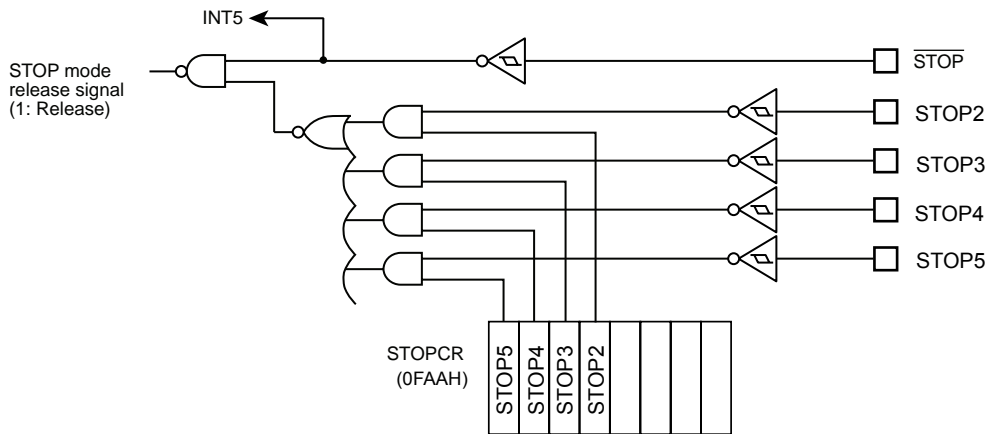 INT5
STOP mode
release signal
(1: Release)
STOP
STOP2
STOP3
STOP4
STOP5
STOPCR
(0FAAH)
STOP5
STOP4
STOP3
STOP2